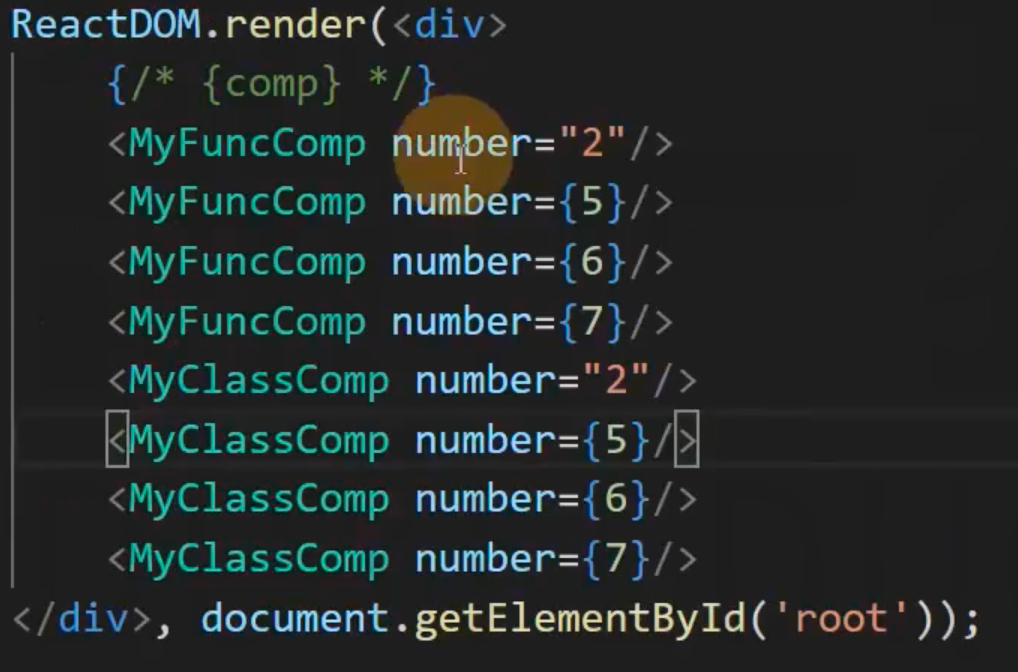 ReactDOM.render(<div>
{/* {comp} */}
<MyFuncComp number="2"/>
<MyFuncComp number={5}/>
<MyFuncComp number={6}/>
<MyFuncComp number={7}/>
<MyClassComp number="2"/>
<MyClassComp number={5}/>
<MyClassComp number={6}/>
<MyClassComp number={7}/>
</div>, document.getElementById('root'));